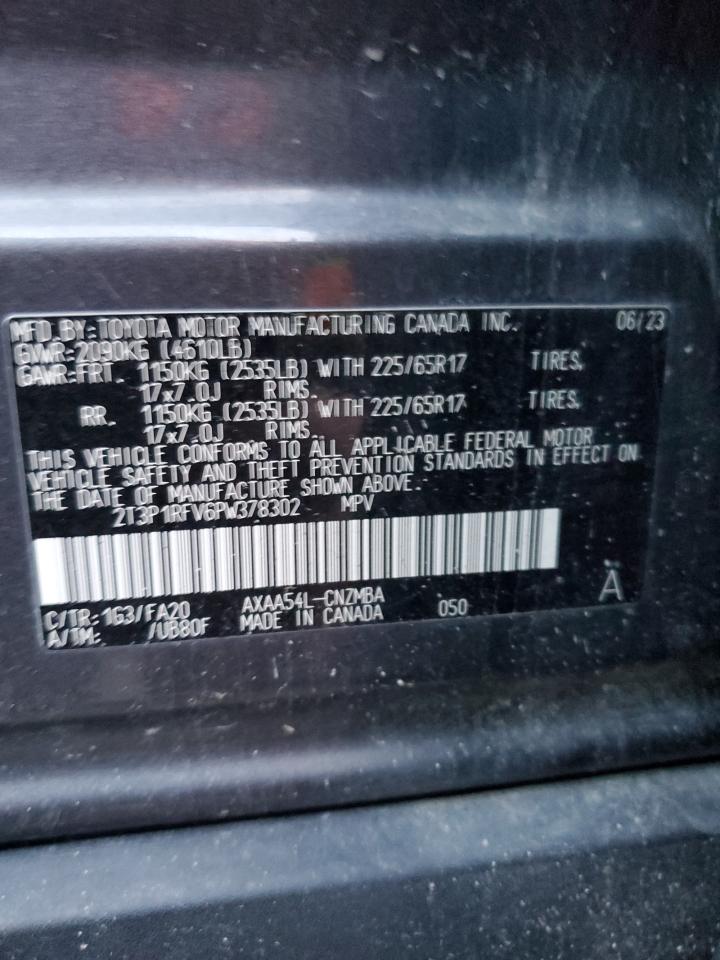 MFD.BY:TOYOTA MOTOR MANUFACTURING CANADA INC. 06/23
GVWR:2090KG (4610LB)
GAWR:FRT. 1150KG (2535LB) WITH 225/65R17 TIRES,
17x7.0J RIMS.
RR. 1150KG (2535LB) WITH 225/65R17 TIRES,
17x7.0J RIMS.
THIS VEHICLE CONFORMS TO ALL APPLICABLE FEDERAL MOTOR
VEHICLE SAFETY AND THEFT PREVENTION STANDARDS IN EFFECT ON
THE DATE OF MANUFACTURE SHOWN ABOVE.
2T3P1RFV6PW378302 MPV
C/TR:1G3/FA20 AXAA54L-CNZMBA 050 Ä
A/TM: /UB80F MADE IN CANADA